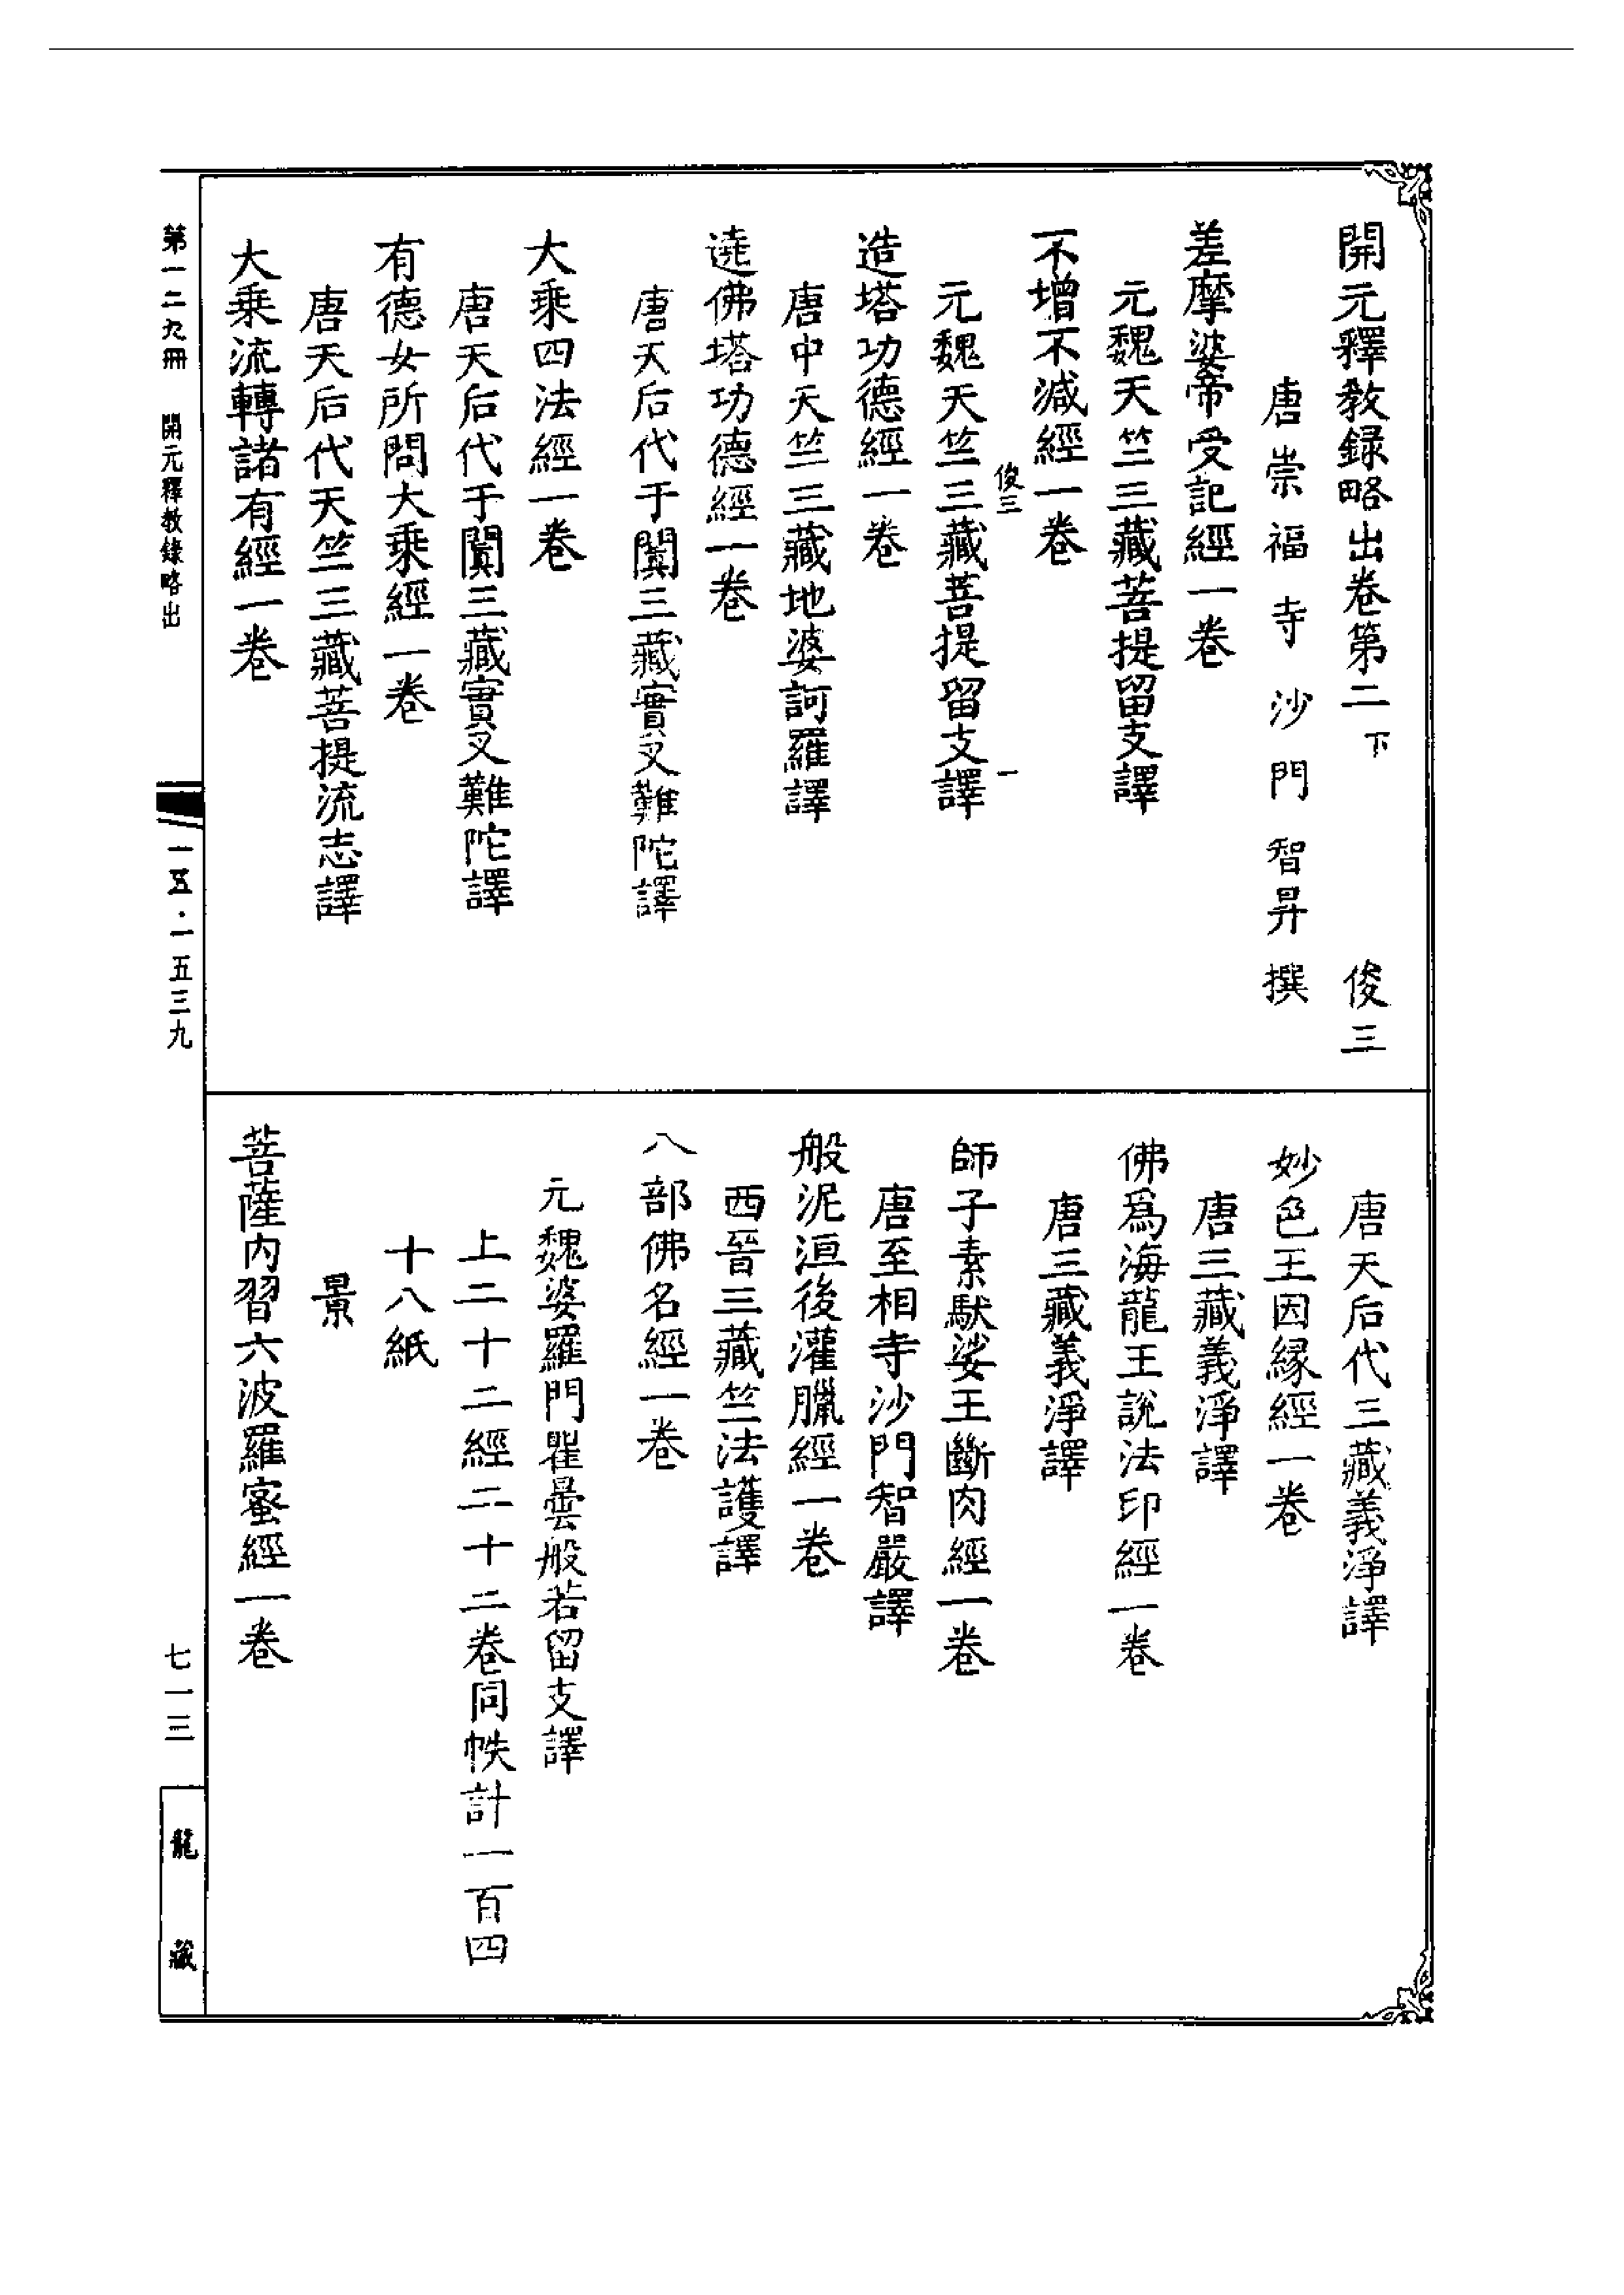 開元釋教録略出卷第二下 俊三
唐崇福寺沙門智昇撰
差摩婆帝受記經一卷
元魏天竺三藏菩提留支譯
不增不減經一卷
俊三 一
元魏天竺三藏菩提留支譯
造塔功德經一卷
唐中天竺三藏地婆訶羅譯
遶佛塔功德經一卷
唐天后代于闐三藏實叉難陀譯
大乘四法經一卷
唐天后代于闐三藏實叉難陀譯
有德女所問大乘經一卷
唐天后代天竺三藏菩提流志譯
大乘流轉諸有經一卷
唐天后代三藏義淨譯
妙色王因緣經一卷
唐三藏義淨譯
佛爲海龍王說法印經一卷
唐三藏義淨譯
師子素馱娑王斷肉經一卷
唐至相寺沙門智嚴譯
般泥洹後灌臘經一卷
西晉三藏竺法護譯
八部佛名經一卷
元魏婆羅門瞿曇般若留支譯
上二十二經二十二卷同帙計一百四
十八紙
景
菩薩內習六波羅蜜經一卷
第一二九冊 開元釋教錄略出
一五五·一五三九
七一三
龍藏